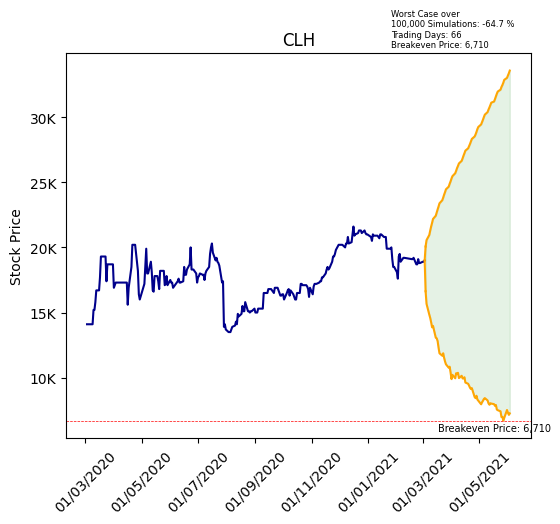 Worst Case over
100,000 Simulations: -64.7 %
Trading Days: 66
Breakeven Price: 6,710
CLH
Stock Price
30K
25K
20K
15K
10K
Breakeven Price: 6,710
01/03/2020
01/05/2020
01/07/2020
01/09/2020
01/11/2020
01/01/2021
01/03/2021
01/05/2021